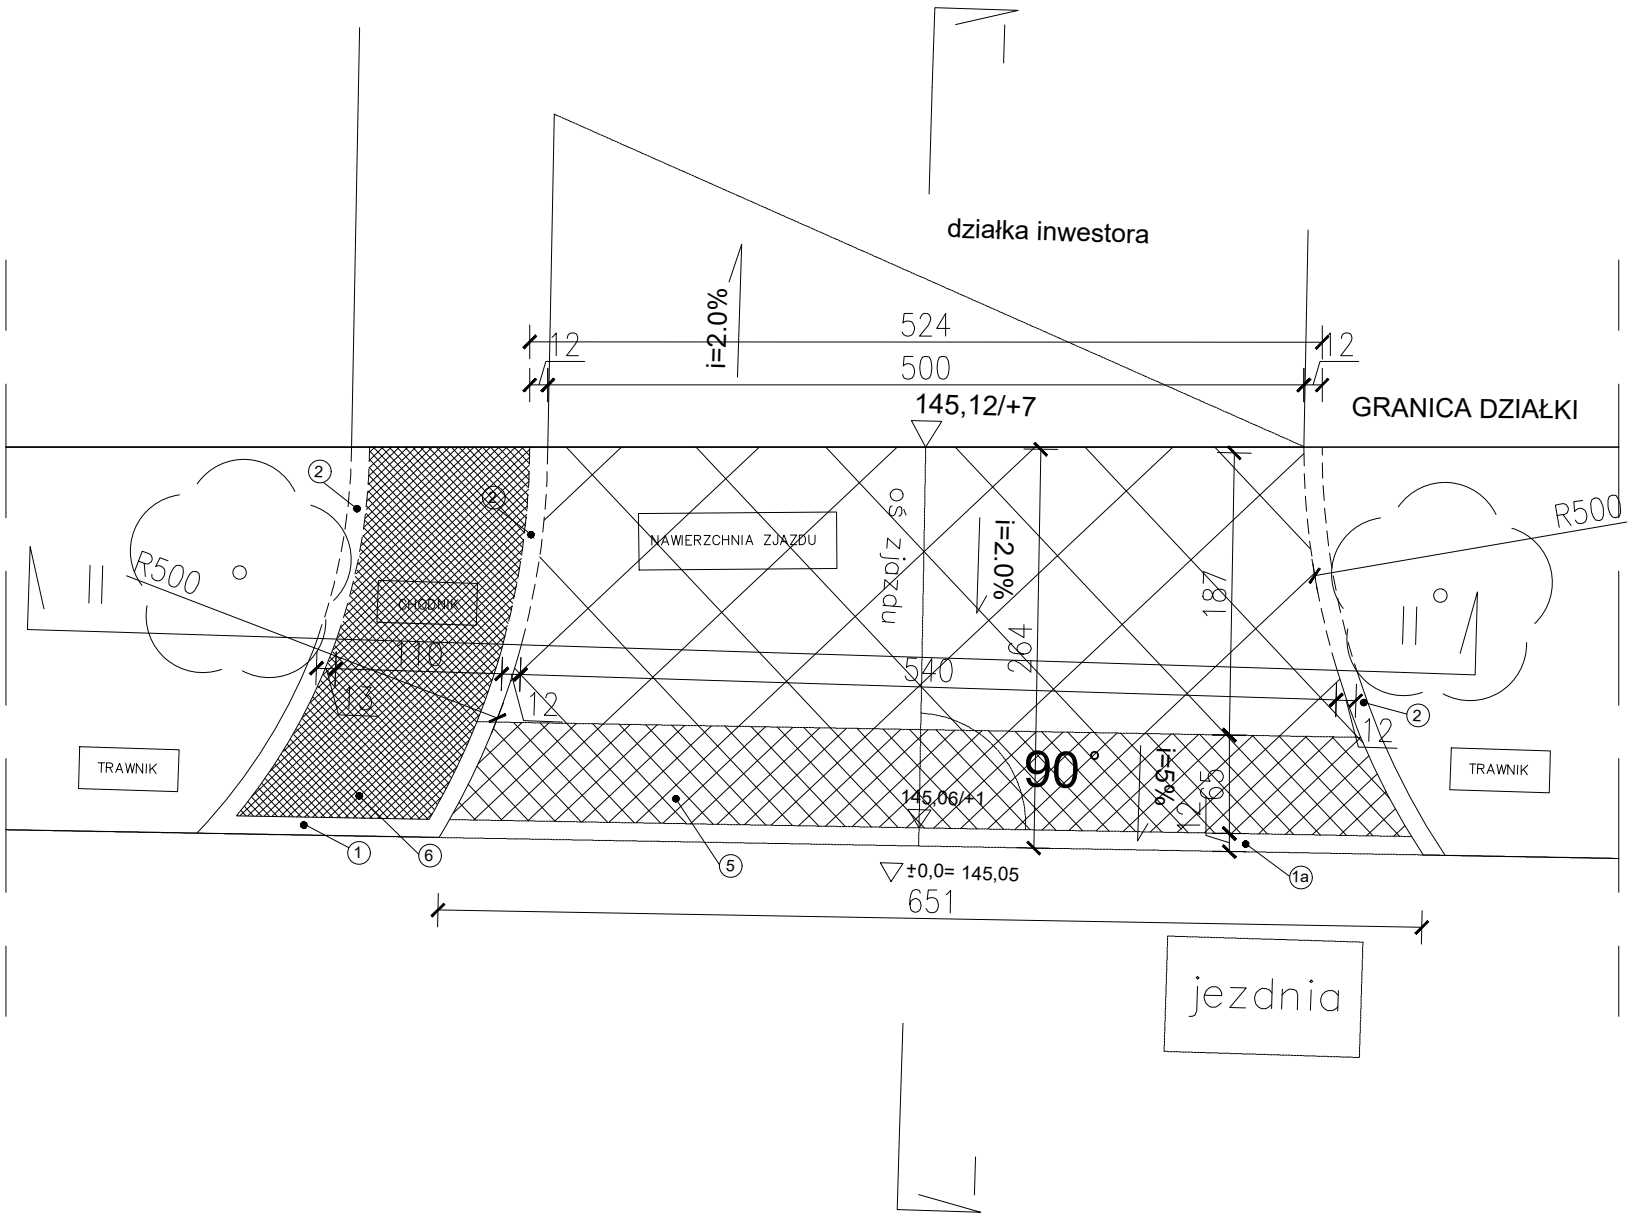 działka inwestora
i=2.0%
524
12
12
500
145,12/+7
GRANICA DZIAŁKI
2
2
oś zjazdu
R500
NAWIERZCHNIA ZJAZDU
i=2.0%
R500
II
CHODNIK
187
II
264
110
540
13
12
2
12
TRAWNIK
90°
i=5%
TRAWNIK
145,06/+1
12
65
1
6
5
±0,0= 145,05
1a
651
jezdnia